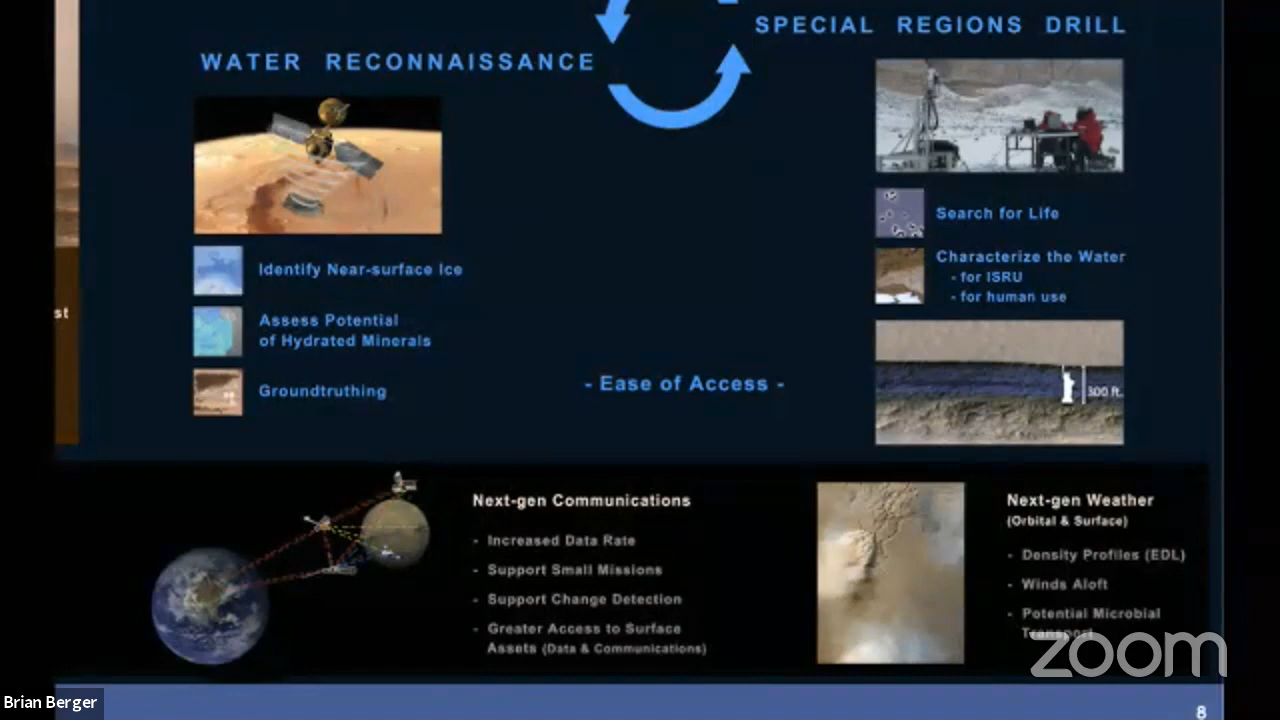 SPECIAL REGIONS DRILL
WATER RECONNAISSANCE
Search for Life
Characterize the Water
- for ISRU
- for human use
Identify Near-surface Ice
Assess Potential
of Hydrated Minerals
Groundtruthing
st
- Ease of Access -
300 ft.
Next-gen Communications
- Increased Data Rate
- Support Small Missions
- Support Change Detection
- Greater Access to Surface
Assets (Data & Communications)
Next-gen Weather
(Orbital & Surface)
- Density Profiles (EDL)
- Winds Aloft
- Potential Microbial
Transport
zoom
Brian Berger
8